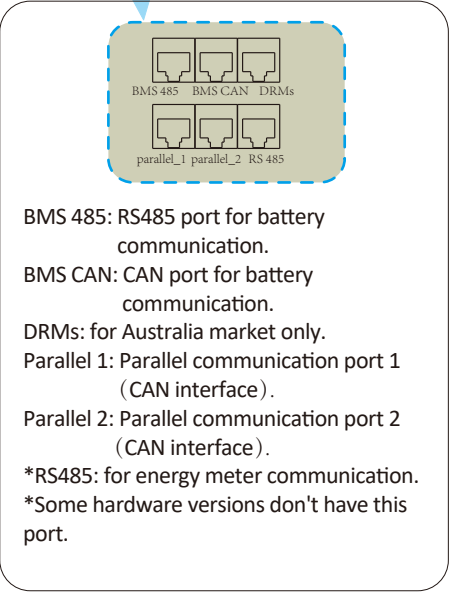 BMS 485 BMS CAN DRMs
parallel_1 parallel_2 RS 485
BMS 485: RS485 port for battery
communication.
BMS CAN: CAN port for battery
communication.
DRMs: for Australia market only.
Parallel 1: Parallel communication port 1
（CAN interface）.
Parallel 2: Parallel communication port 2
（CAN interface）.
*RS485: for energy meter communication.
*Some hardware versions don't have this
port.